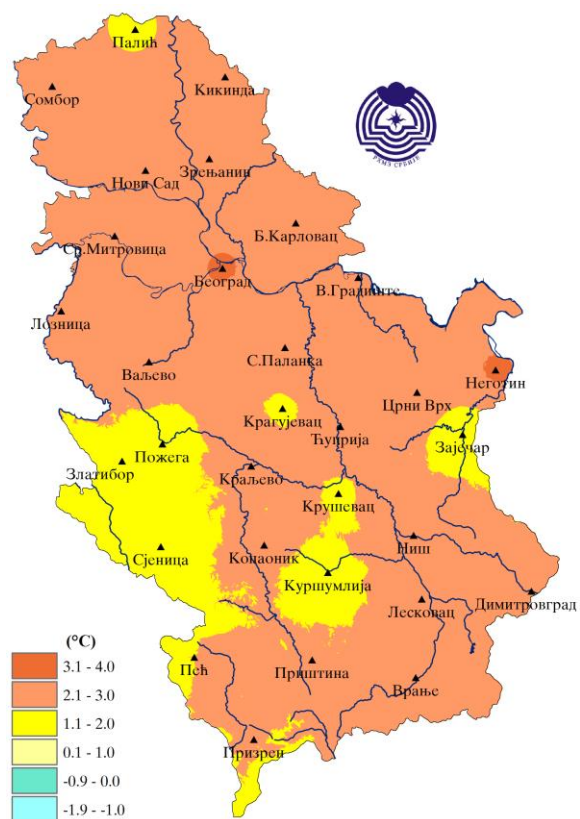 Палић
Кикинда
Сомбор
Зрењанин
Нови Сад
РХМЗ СРБИЈЕ
Б.Карловац
Ср.Митровица
Београд
В.Градиште
Лозница
С.Паланка
Ваљево
Неготин
Црни Врх
Крагујевац
Ћуприја
Зајечар
Пожега
Златибор
Краљево
Крушевац
Ниш
Сјеница
Копаоник
Куршумлија
Димитровград
Лесковац
(°C)
3.1 - 4.0
2.1 - 3.0
1.1 - 2.0
0.1 - 1.0
-0.9 - 0.0
-1.9 - -1.0
Пећ
Приштина
Врање
Призрен